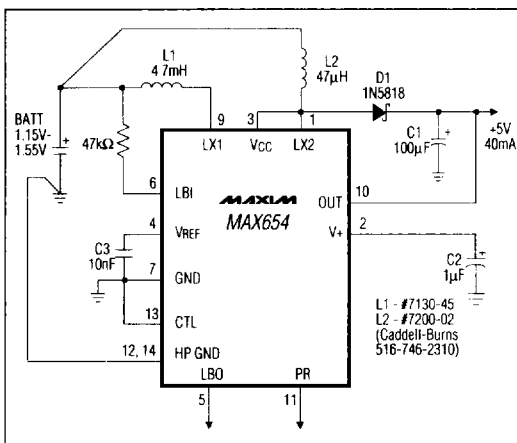 L1
4.7mH
L2
47µH
D1
1N5818
BATT
1.15V-
1.55V
+
47kΩ
9
3
1
LX1
VCC
LX2
C1
100µF
+
+5V
40mA
6
LBI
MAXIM
MAX654
OUT
10
4
VREF
V+
2
C3
10nF
7
GND
C2
1µF
+
13
CTL
12, 14
HP GND
LBO
PR
5
11
L1 - #7130-45
L2 - #7200-02
(Caddell-Burns
516-746-2310)